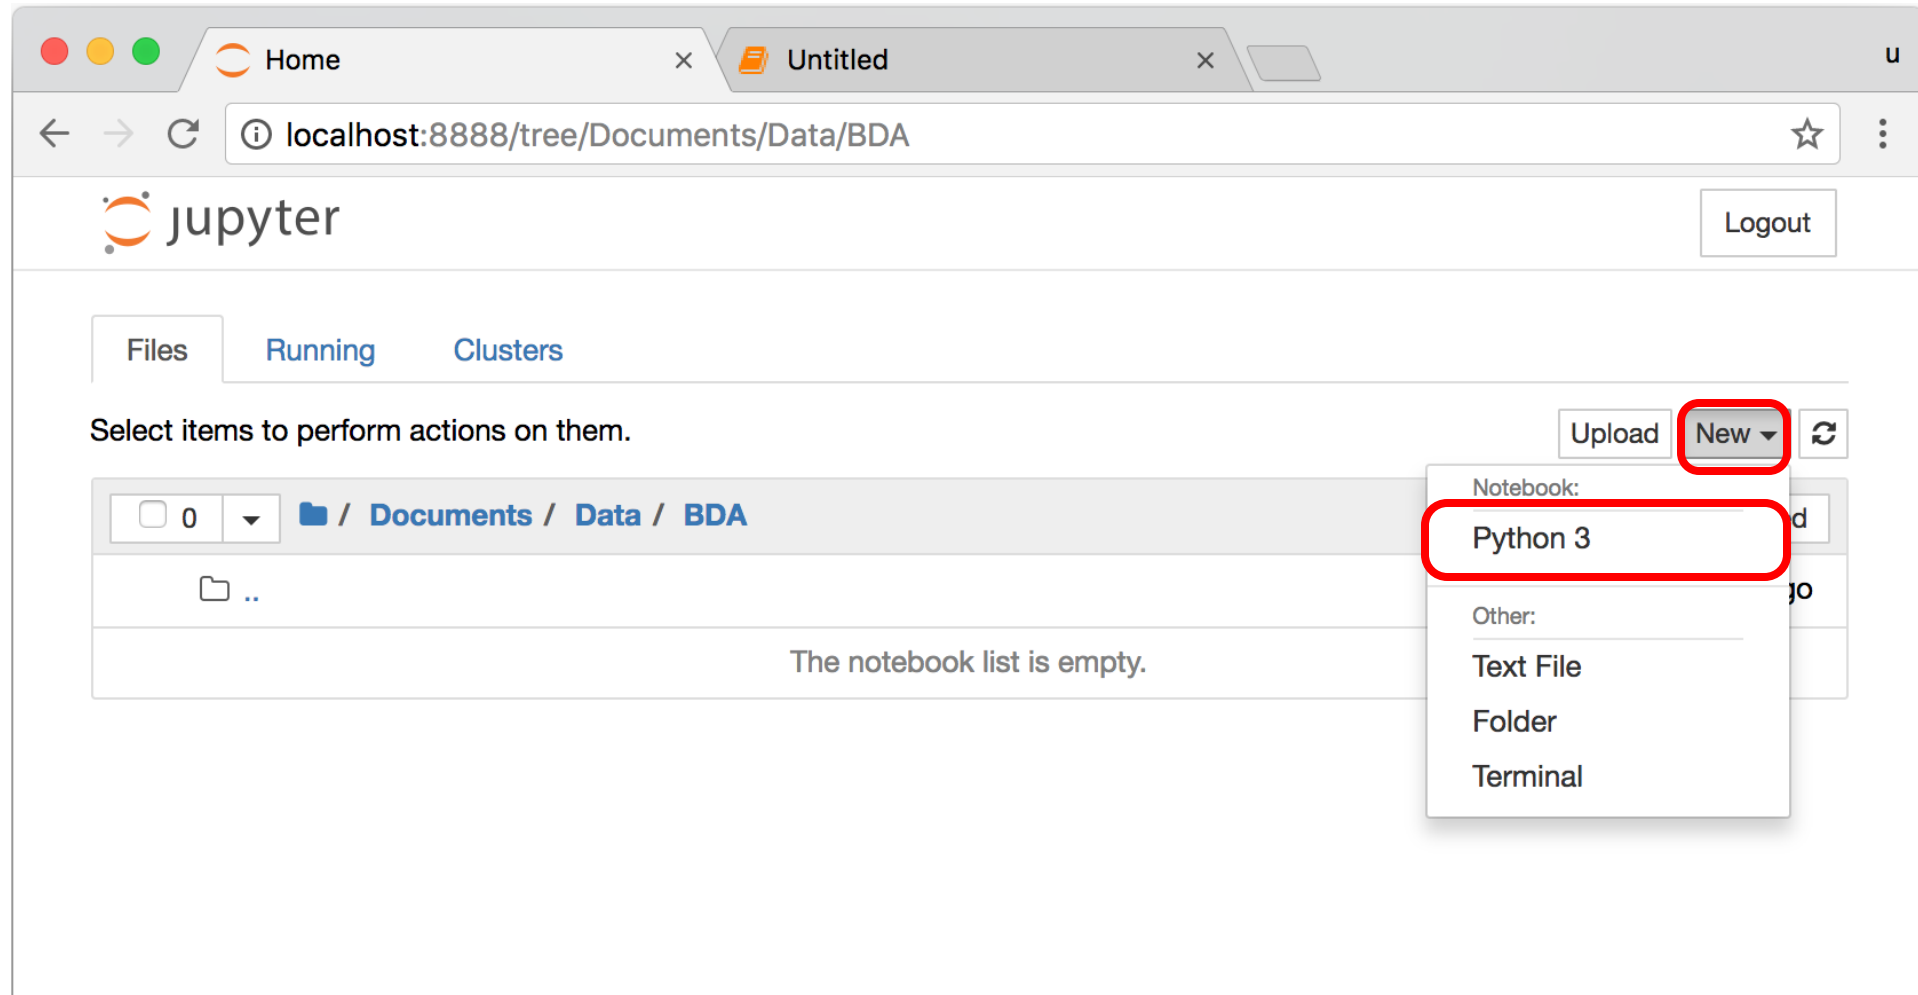 Home Untitled u
localhost:8888/tree/Documents/Data/BDA
jupyter Logout
Files Running Clusters
Select items to perform actions on them. Upload New
Notebook:
0 / Documents / Data / BDA
Python 3
..
Other:
The notebook list is empty.
Text File
Folder
Terminal